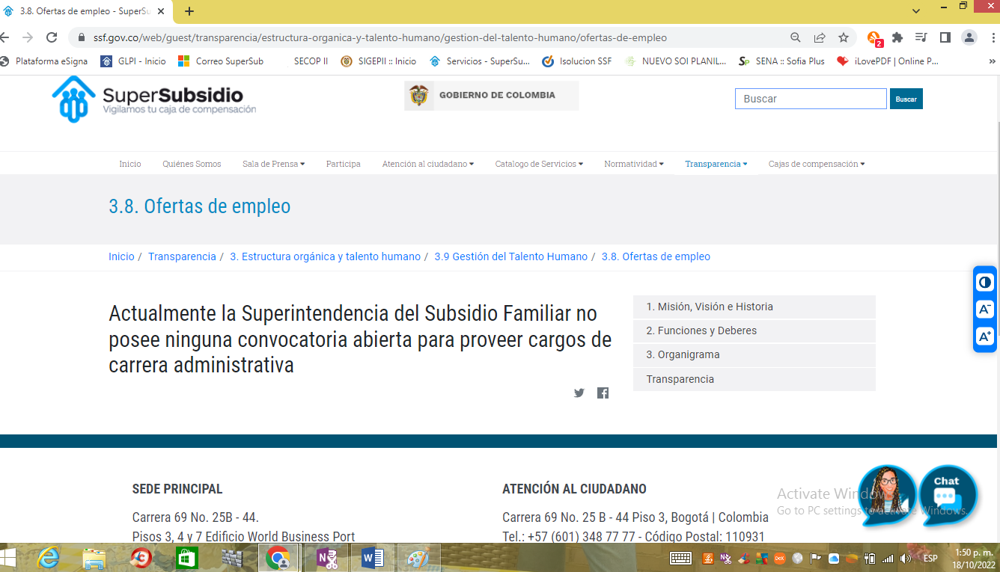 3.8. Ofertas de empleo - SuperSu
ssf.gov.co/web/guest/transparencia/estructura-organica-y-talento-humano/gestion-del-talento-humano/ofertas-de-empleo
2
Plataforma eSigna GLPI - Inicio Correo SuperSub SECOP II SIGEPII :: Inicio Servicios - SuperSu... Isolucion SSF NUEVO SOI PLANIL... Sp SENA :: Sofia Plus iLovePDF | Online P... »
SuperSubsidio
Vigilamos tu caja de compensación
GOBIERNO DE COLOMBIA
Buscar
Buscar
Inicio Quiénes Somos Sala de Prensa Participa Atención al ciudadano Catalogo de Servicios Normatividad Transparencia Cajas de compensación
3.8. Ofertas de empleo
Inicio / Transparencia / 3. Estructura orgánica y talento humano / 3.9 Gestión del Talento Humano / 3.8. Ofertas de empleo
Actualmente la Superintendencia del Subsidio Familiar no
posee ninguna convocatoria abierta para proveer cargos de
carrera administrativa
1. Misión, Visión e Historia
2. Funciones y Deberes
3. Organigrama
Transparencia
A-
A+
SEDE PRINCIPAL
Carrera 69 No. 25B - 44.
Pisos 3, 4 y 7 Edificio World Business Port
ATENCIÓN AL CIUDADANO
Carrera 69 No. 25 B - 44 Piso 3, Bogotá | Colombia
Tel.: +57 (601) 348 77 77 - Código Postal: 110931
Chat
Activate Windows
Go to PC settings to activate Windows.
ESP
1:50 p. m.
18/10/2022